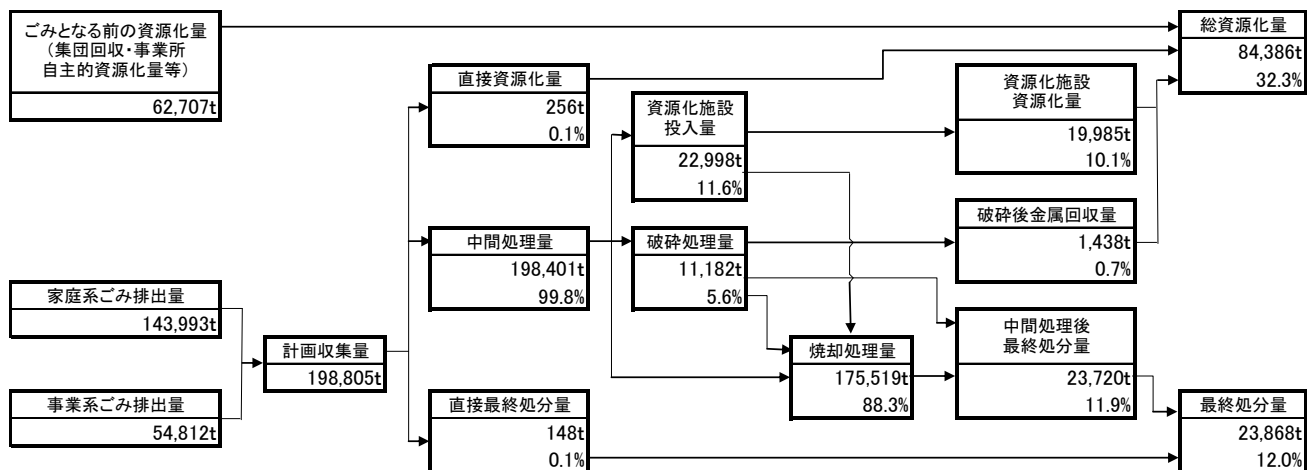 ごみとなる前の資源化量
（集団回収・事業所
自主的資源化量等）
62,707t
家庭系ごみ排出量
143,993t
事業系ごみ排出量
54,812t
計画収集量
198,805t
直接資源化量
256t
0.1%
中間処理量
198,401t
99.8%
直接最終処分量
148t
0.1%
資源化施設
投入量
22,998t
11.6%
破砕処理量
11,182t
5.6%
焼却処理量
175,519t
88.3%
資源化施設
資源化量
19,985t
10.1%
破砕後金属回収量
1,438t
0.7%
中間処理後
最終処分量
23,720t
11.9%
総資源化量
84,386t
32.3%
最終処分量
23,868t
12.0%